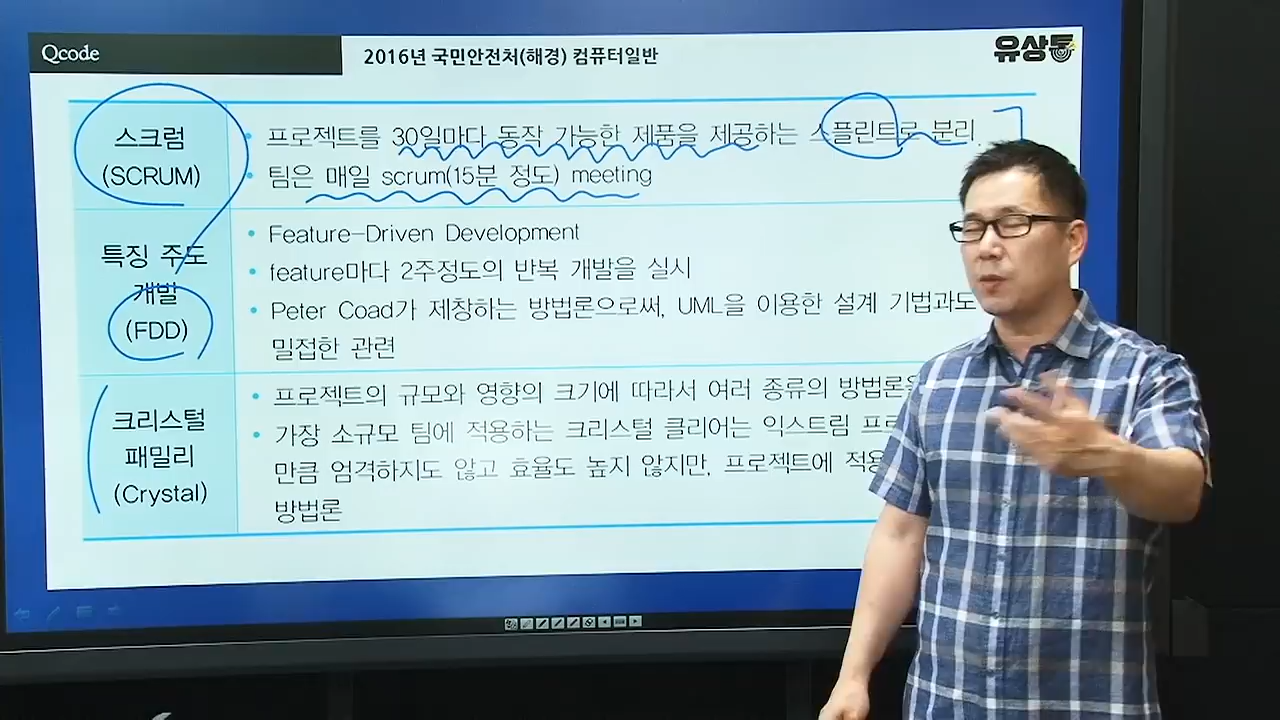 Qcode
2016년 국민안전처(해경) 컴퓨터일반
유상통
스크럼
(SCRUM)
• 프로젝트를 30일마다 동작 가능한 제품을 제공하는 스플린트로 분리.
• 팀은 매일 scrum(15분 정도) meeting
특징 주도
개발
(FDD)
• Feature-Driven Development
• feature마다 2주정도의 반복 개발을 실시
• Peter Coad가 제창하는 방법론으로써, UML을 이용한 설계 기법과도
밀접한 관련
크리스털
패밀리
(Crystal)
• 프로젝트의 규모와 영향의 크기에 따라서 여러 종류의 방법론을
• 가장 소규모 팀에 적용하는 크리스털 클리어는 익스트림
만큼 엄격하지도 않고 효율도 높지 않지만, 프로젝트에
방법론